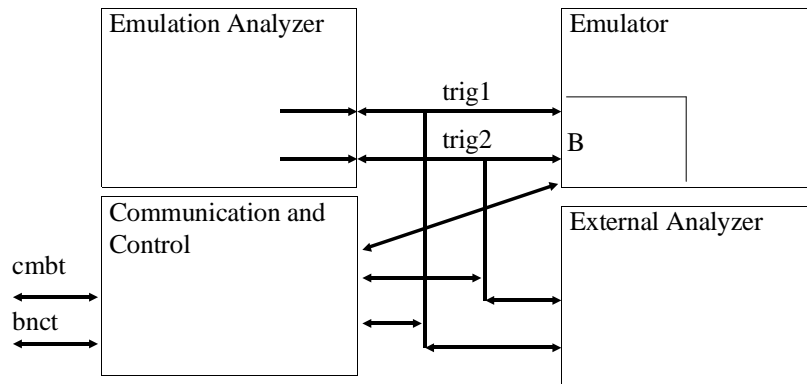 Emulation Analyzer
Emulator
trig1
trig2
B
Communication and
Control
External Analyzer
cmbt
bnct